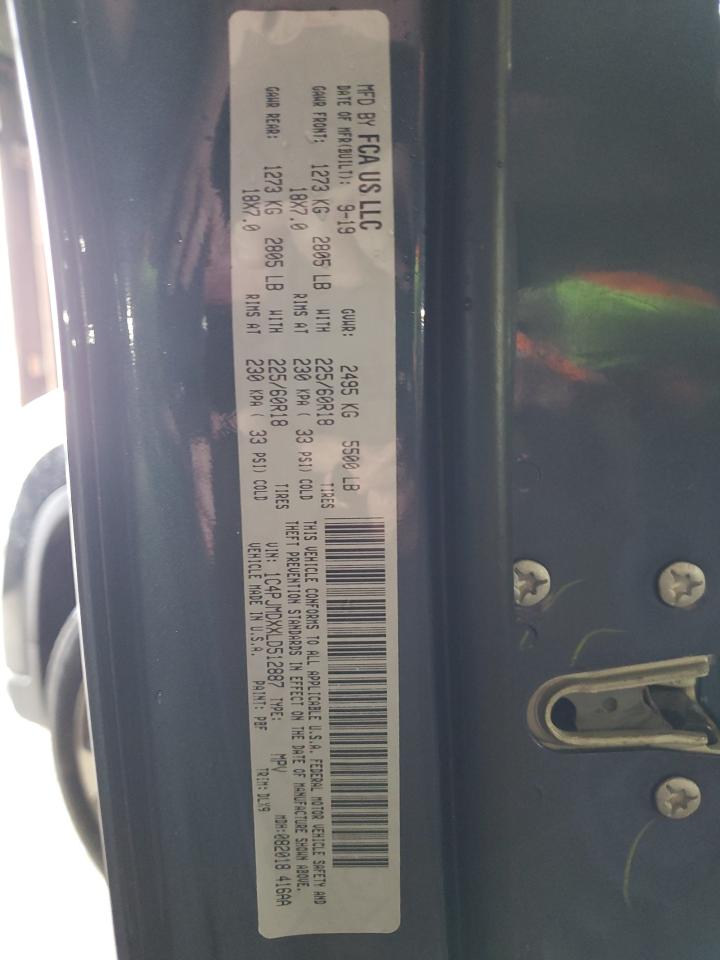 MFD BY FCA US LLC
DATE OF MFR(BUILT): 9-19 GVWR: 2495 KG 5500 LB
GAWR FRONT: 1273 KG 2805 LB WITH 225/60R18 TIRES
18X7.0 RIMS AT 230 KPA ( 33 PSI) COLD
GAWR REAR: 1273 KG 2805 LB WITH 225/60R18 TIRES
18X7.0 RIMS AT 230 KPA ( 33 PSI) COLD
THIS VEHICLE CONFORMS TO ALL APPLICABLE U.S.A. FEDERAL MOTOR VEHICLE SAFETY AND
THEFT PREVENTION STANDARDS IN EFFECT ON THE DATE OF MANUFACTURE SHOWN ABOVE.
VIN: 1C4PJMDXXLD512887 TYPE: MPV MDH:082018 416AA
VEHICLE MADE IN U.S.A. PAINT: PBF TRIM: DLX9